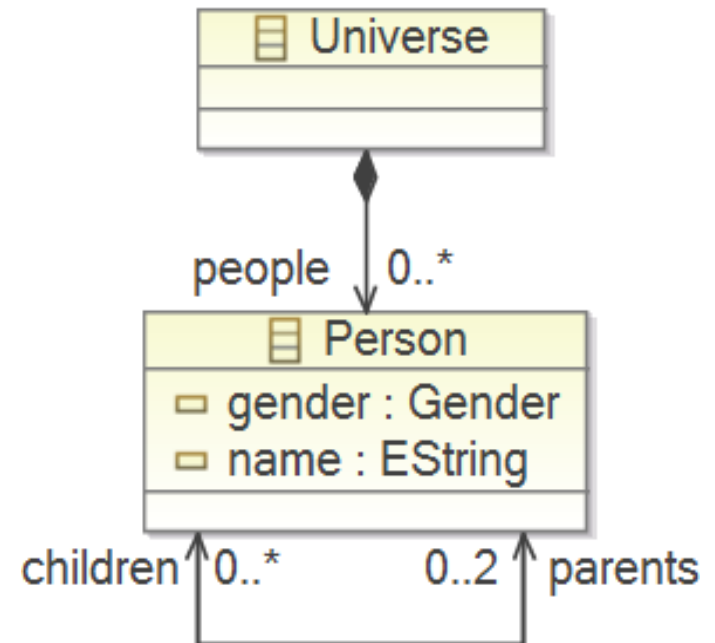 Universe
people 0..*
Person
gender : Gender
name : EString
children 0..* 0..2 parents